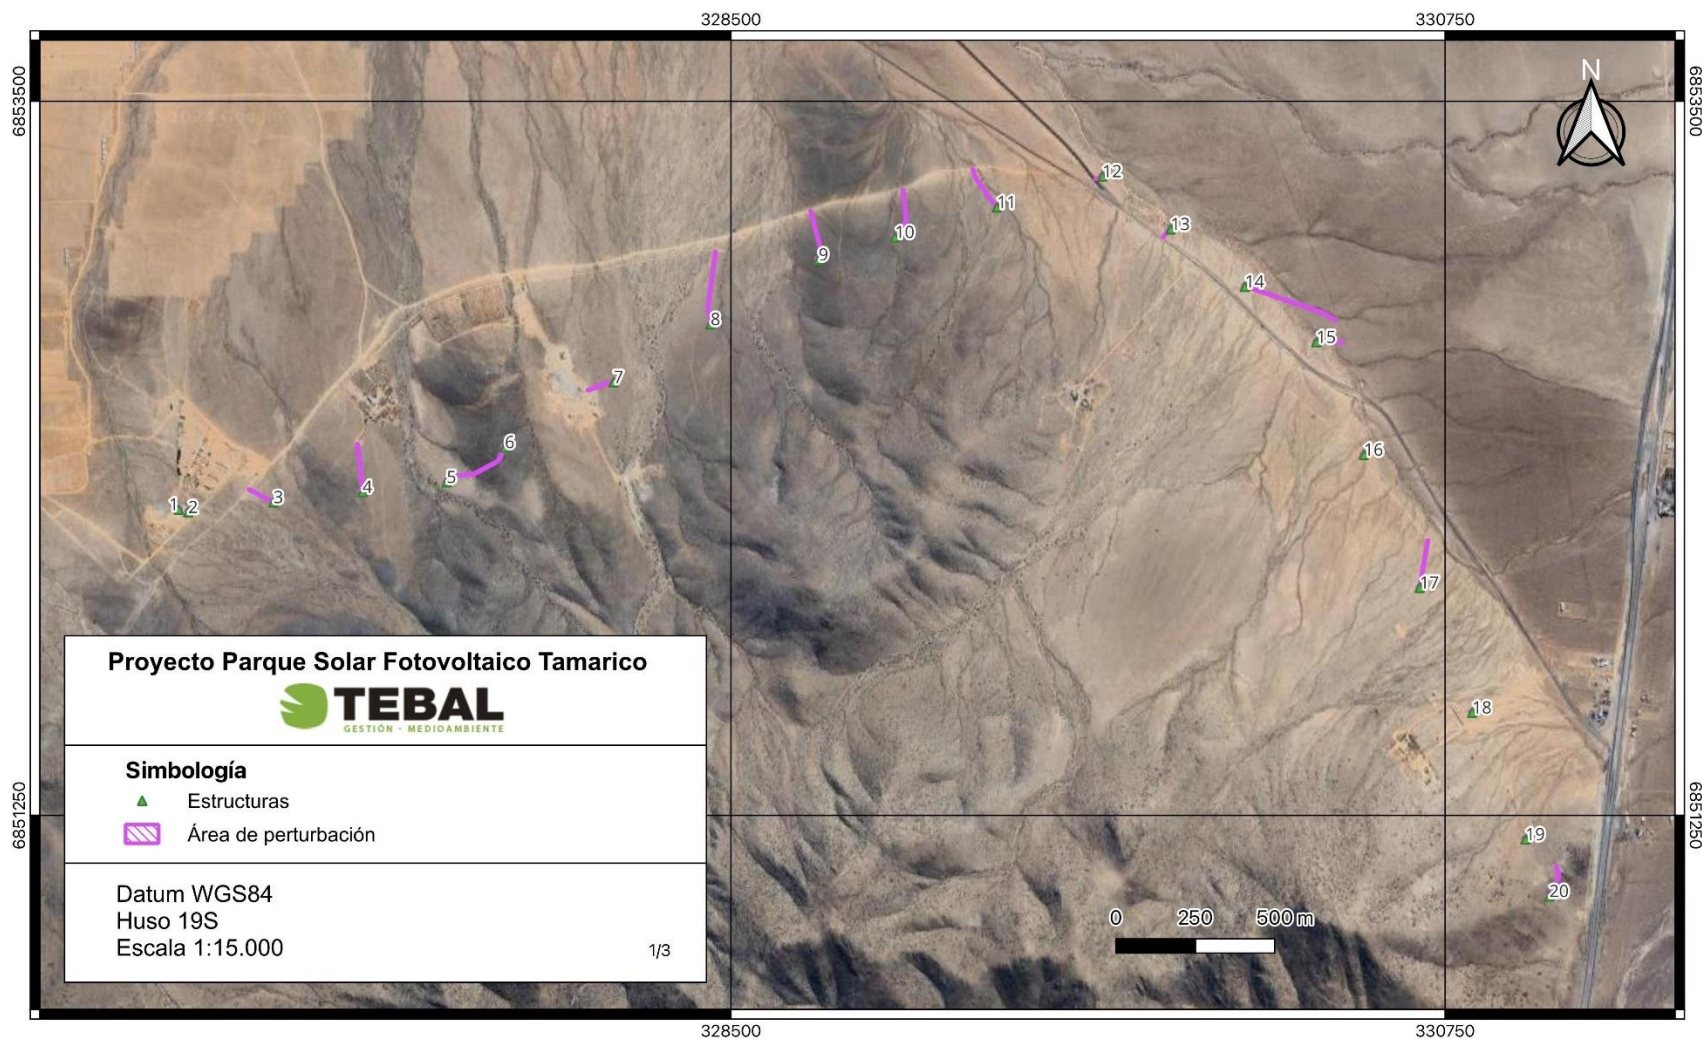 328500
330750
6853500
6853500
N
12
11
13
10
9
14
8
15
7
6
16
5
4
3
1
2
17
Proyecto Parque Solar Fotovoltaico Tamarico
TEBAL
GESTIÓN - MEDIOAMBIENTE
18
Simbología
Estructuras
Área de perturbación
6851250
6851250
19
20
Datum WGS84
Huso 19S
Escala 1:15.000
1/3
0 250 500 m
328500
330750